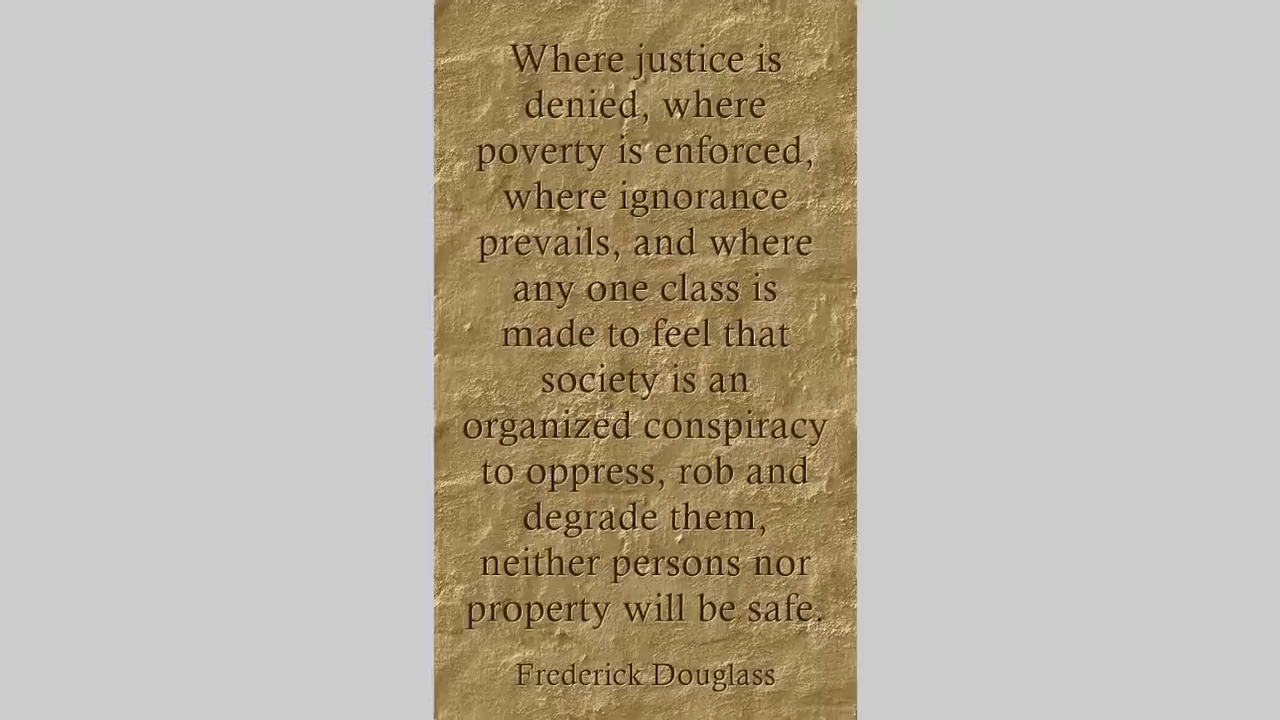 Where justice is
denied, where
poverty is enforced,
where ignorance
prevails, and where
any one class is
made to feel that
society is an
organized conspiracy
to oppress, rob and
degrade them,
neither persons nor
property will be safe.
Frederick Douglass